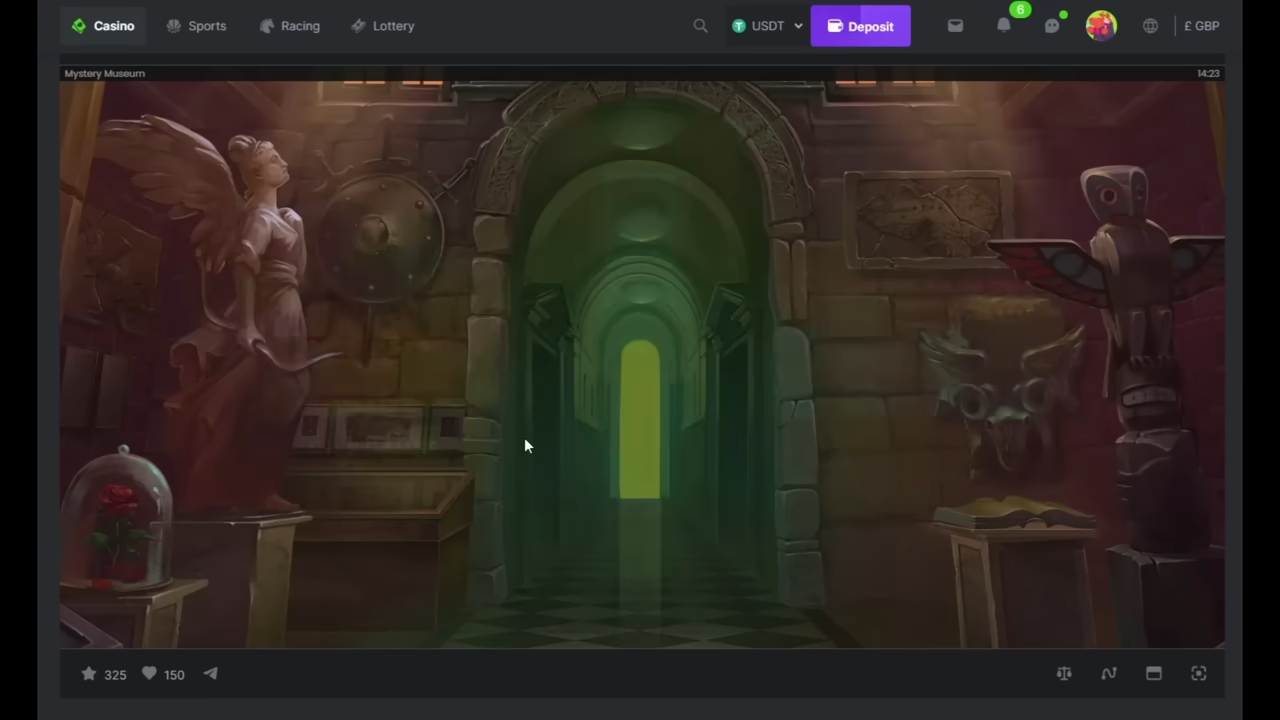 Casino
Sports
Racing
Lottery
USDT
Deposit
6
£ GBP
Mystery Museum
14:23
325
150